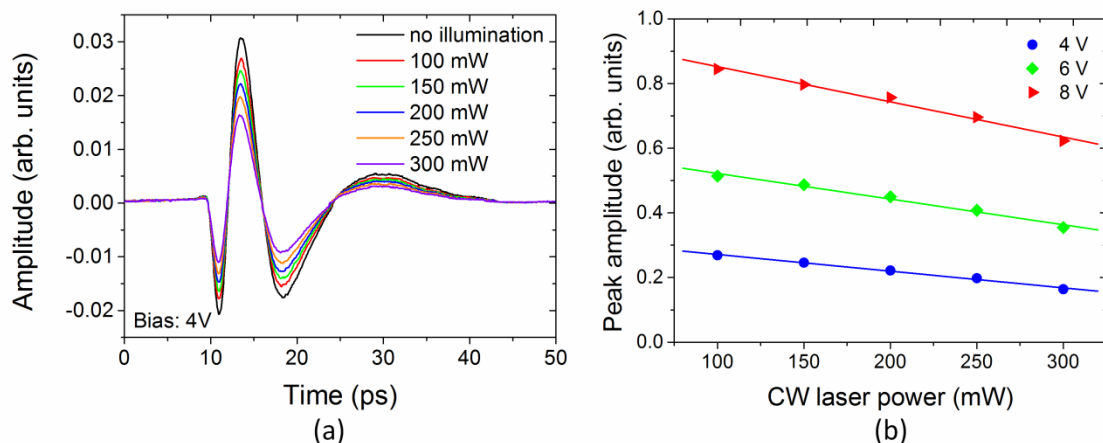 Amplitude (arb. units)
0.03
0.02
0.01
0.00
-0.01
-0.02
no illumination
100 mW
150 mW
200 mW
250 mW
300 mW
Bias: 4V
0 10 20 30 40 50
Time (ps)
(a)
Peak amplitude (arb. units)
1.0
0.8
0.6
0.4
0.2
0.0
4 V
6 V
8 V
100 150 200 250 300
CW laser power (mW)
(b)